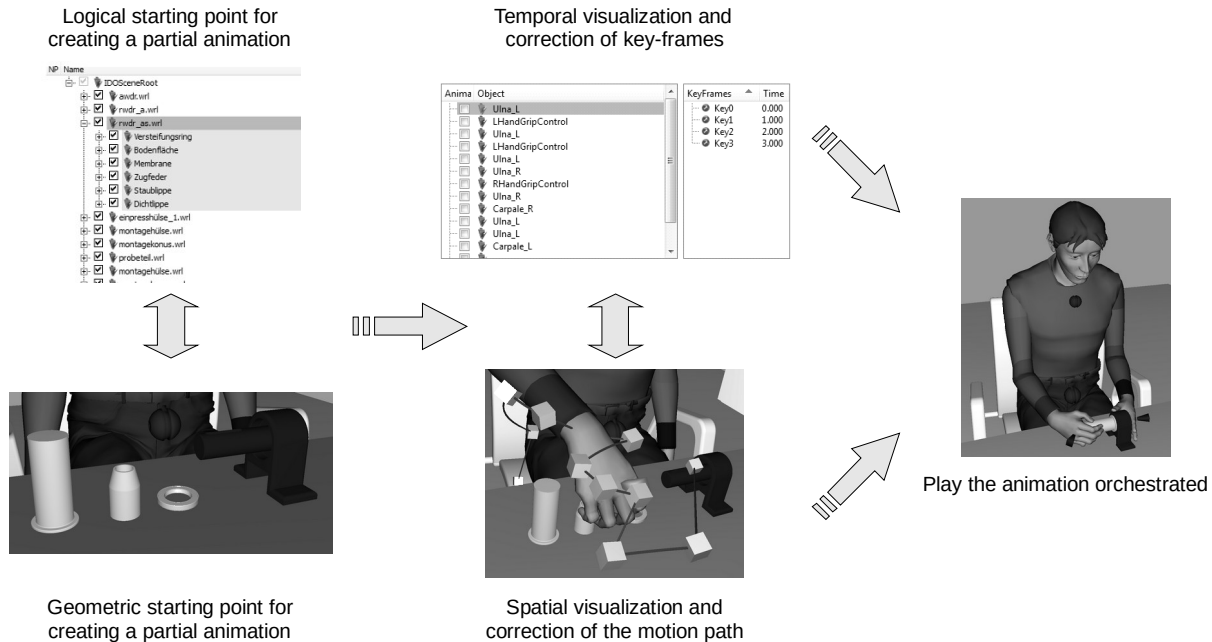 Logical starting point for
creating a partial animation
Temporal visualization and
correction of key-frames
NP Name
IDOSceneRoot
awdr.wrl
rwdr_a.wrl
rwdr_as.wrl
Versteifungsring
Bodenfläche
Membrane
Zugfeder
Staublippe
Dichtlippe
einpresshülse_1.wrl
montagehülse.wrl
montagekonus.wrl
probeteil.wrl
montagehülse.wrl
Anima Object
Ulna_L
LHandGripControl
Ulna_L
LHandGripControl
Ulna_L
Ulna_R
RHandGripControl
Ulna_R
Carpale_R
Ulna_L
Ulna_L
Carpale_L
KeyFrames Time
Key0 0.000
Key1 1.000
Key2 2.000
Key3 3.000
Play the animation orchestrated
Geometric starting point for
creating a partial animation
Spatial visualization and
correction of the motion path